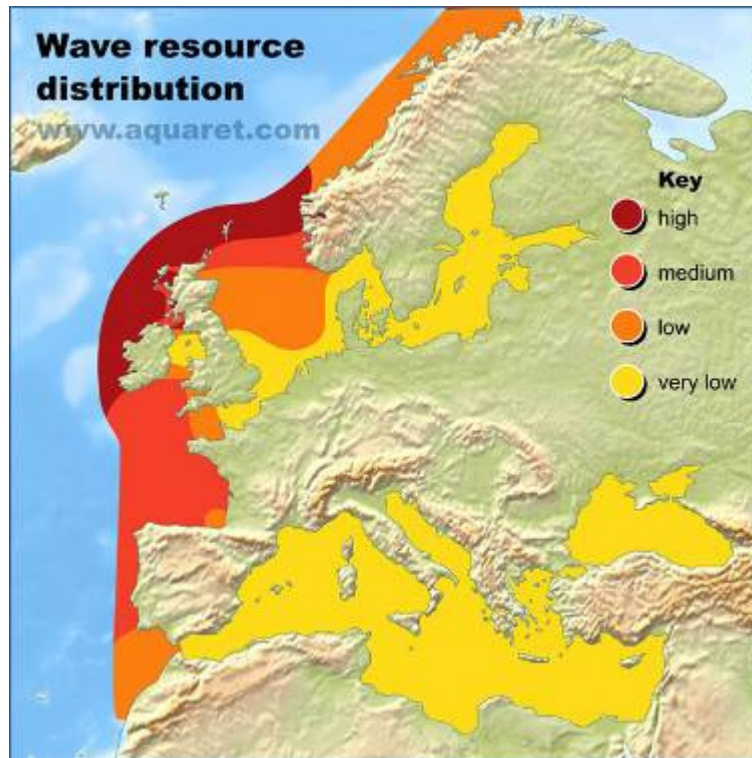 Wave resource
distribution
www.aquaret.com
Key
high
medium
low
very low